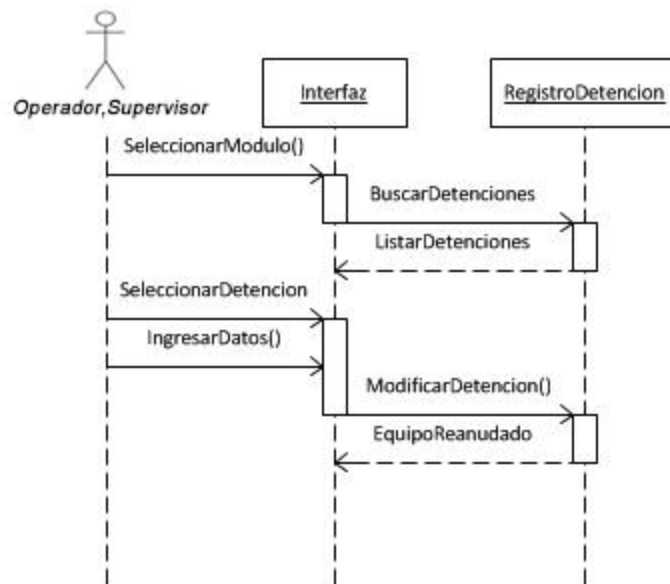 Operador,Supervisor
Interfaz
RegistroDetencion
SeleccionarModulo()
BuscarDetenciones
ListarDetenciones
SeleccionarDetencion
IngresarDatos()
ModificarDetencion()
EquipoReanudado